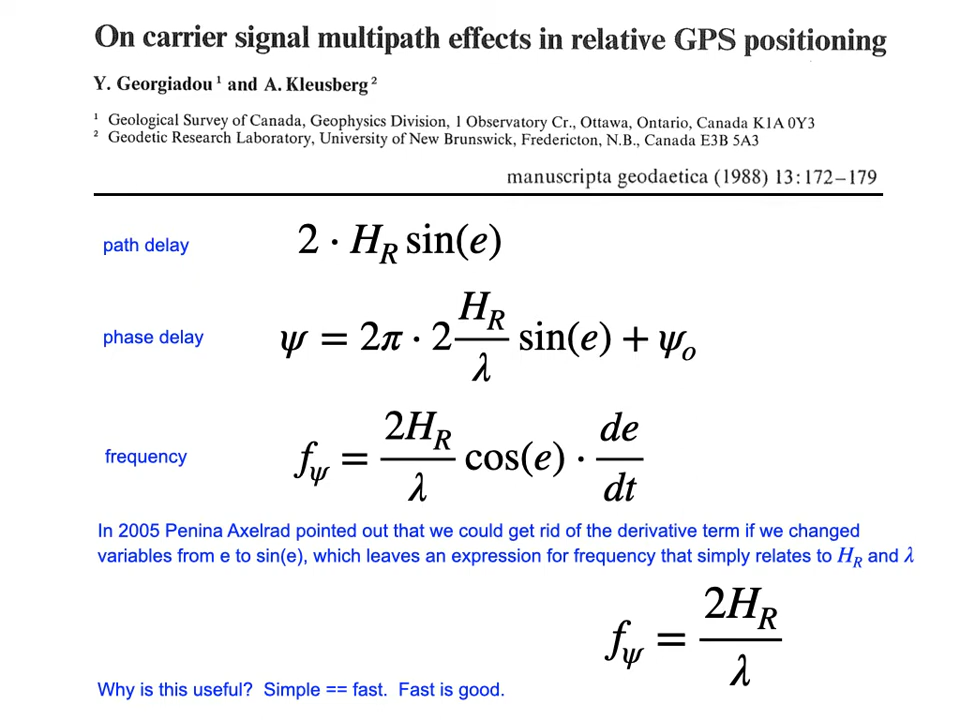 On carrier signal multipath effects in relative GPS positioning
Y. Georgiadou ¹ and A. Kleusberg ²
¹ Geological Survey of Canada, Geophysics Division, 1 Observatory Cr., Ottawa, Ontario, Canada K1A 0Y3
² Geodetic Research Laboratory, University of New Brunswick, Fredericton, N.B., Canada E3B 5A3
manuscripta geodaetica (1988) 13:172–179
path delay 2 · H_R sin(e)
phase delay ψ = 2π · 2 H_R/λ sin(e) + ψ_o
frequency f_ψ = 2H_R/λ cos(e) · de/dt
In 2005 Penina Axelrad pointed out that we could get rid of the derivative term if we changed
variables from e to sin(e), which leaves an expression for frequency that simply relates to H_R and λ
f_ψ = 2H_R/λ
Why is this useful? Simple == fast. Fast is good.